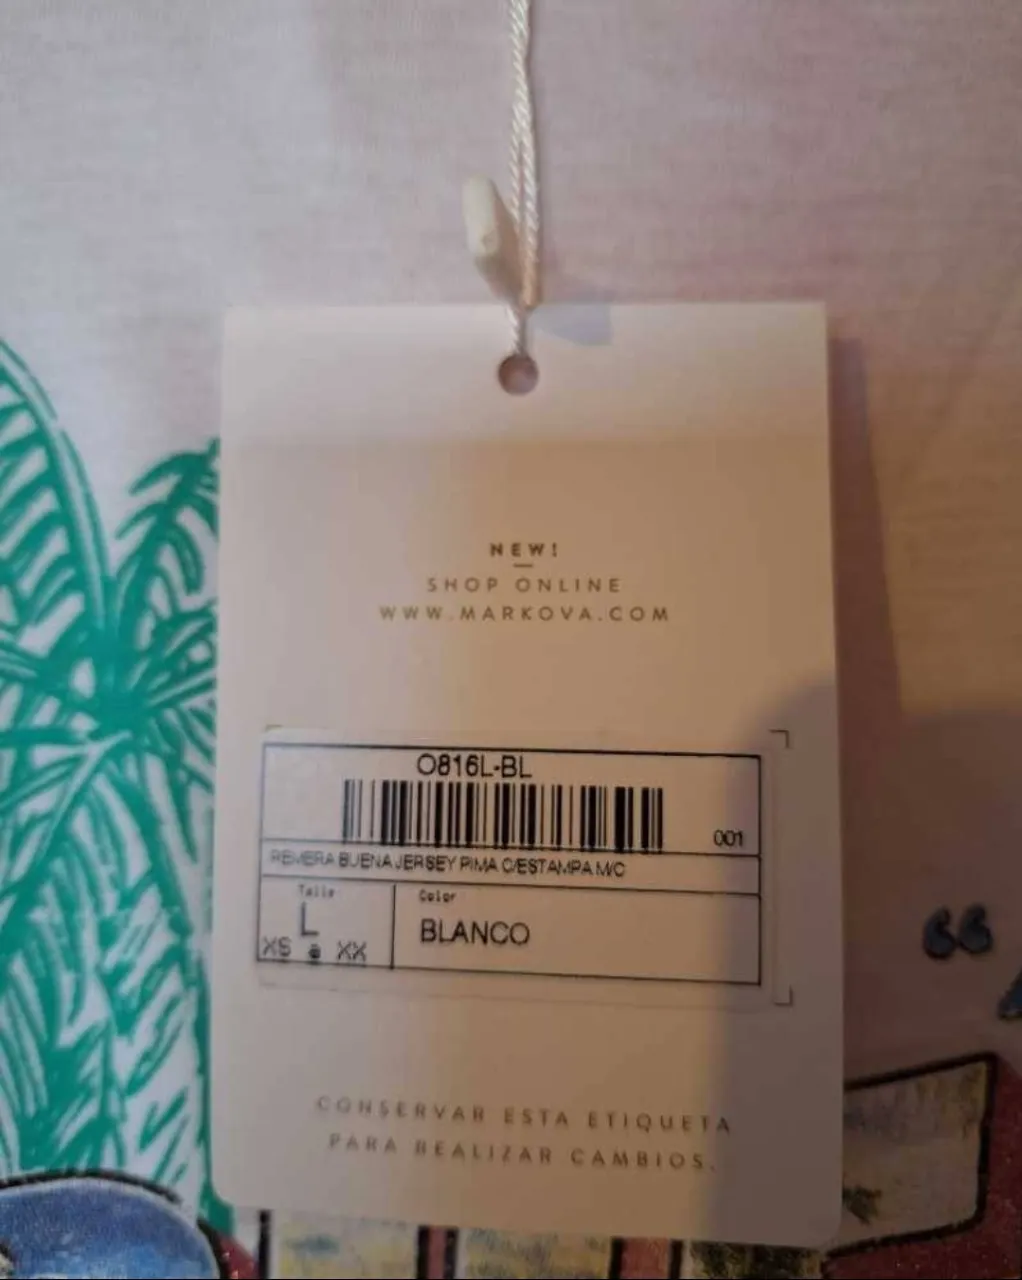 NEW!
SHOP ONLINE
WWW.MARKOVA.COM
O816L-BL
001
REMERA BUENA JERSEY PIMA C/ESTAMPA M/C
Talle
Color
L
BLANCO
XS a XX
CONSERVAR ESTA ETIQUETA
PARA REALIZAR CAMBIOS.
“